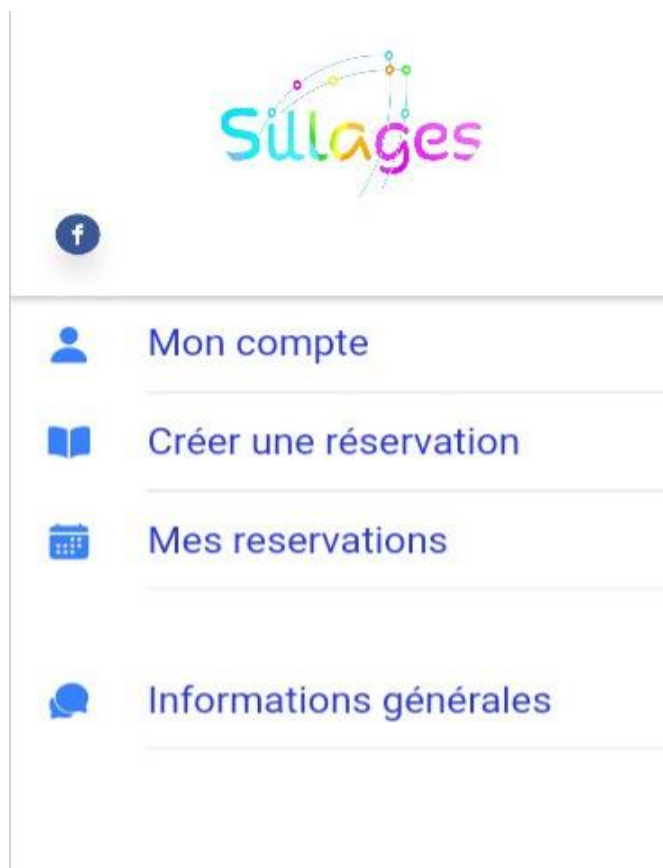 Sillages
f
Mon compte
Créer une réservation
Mes reservations
Informations générales